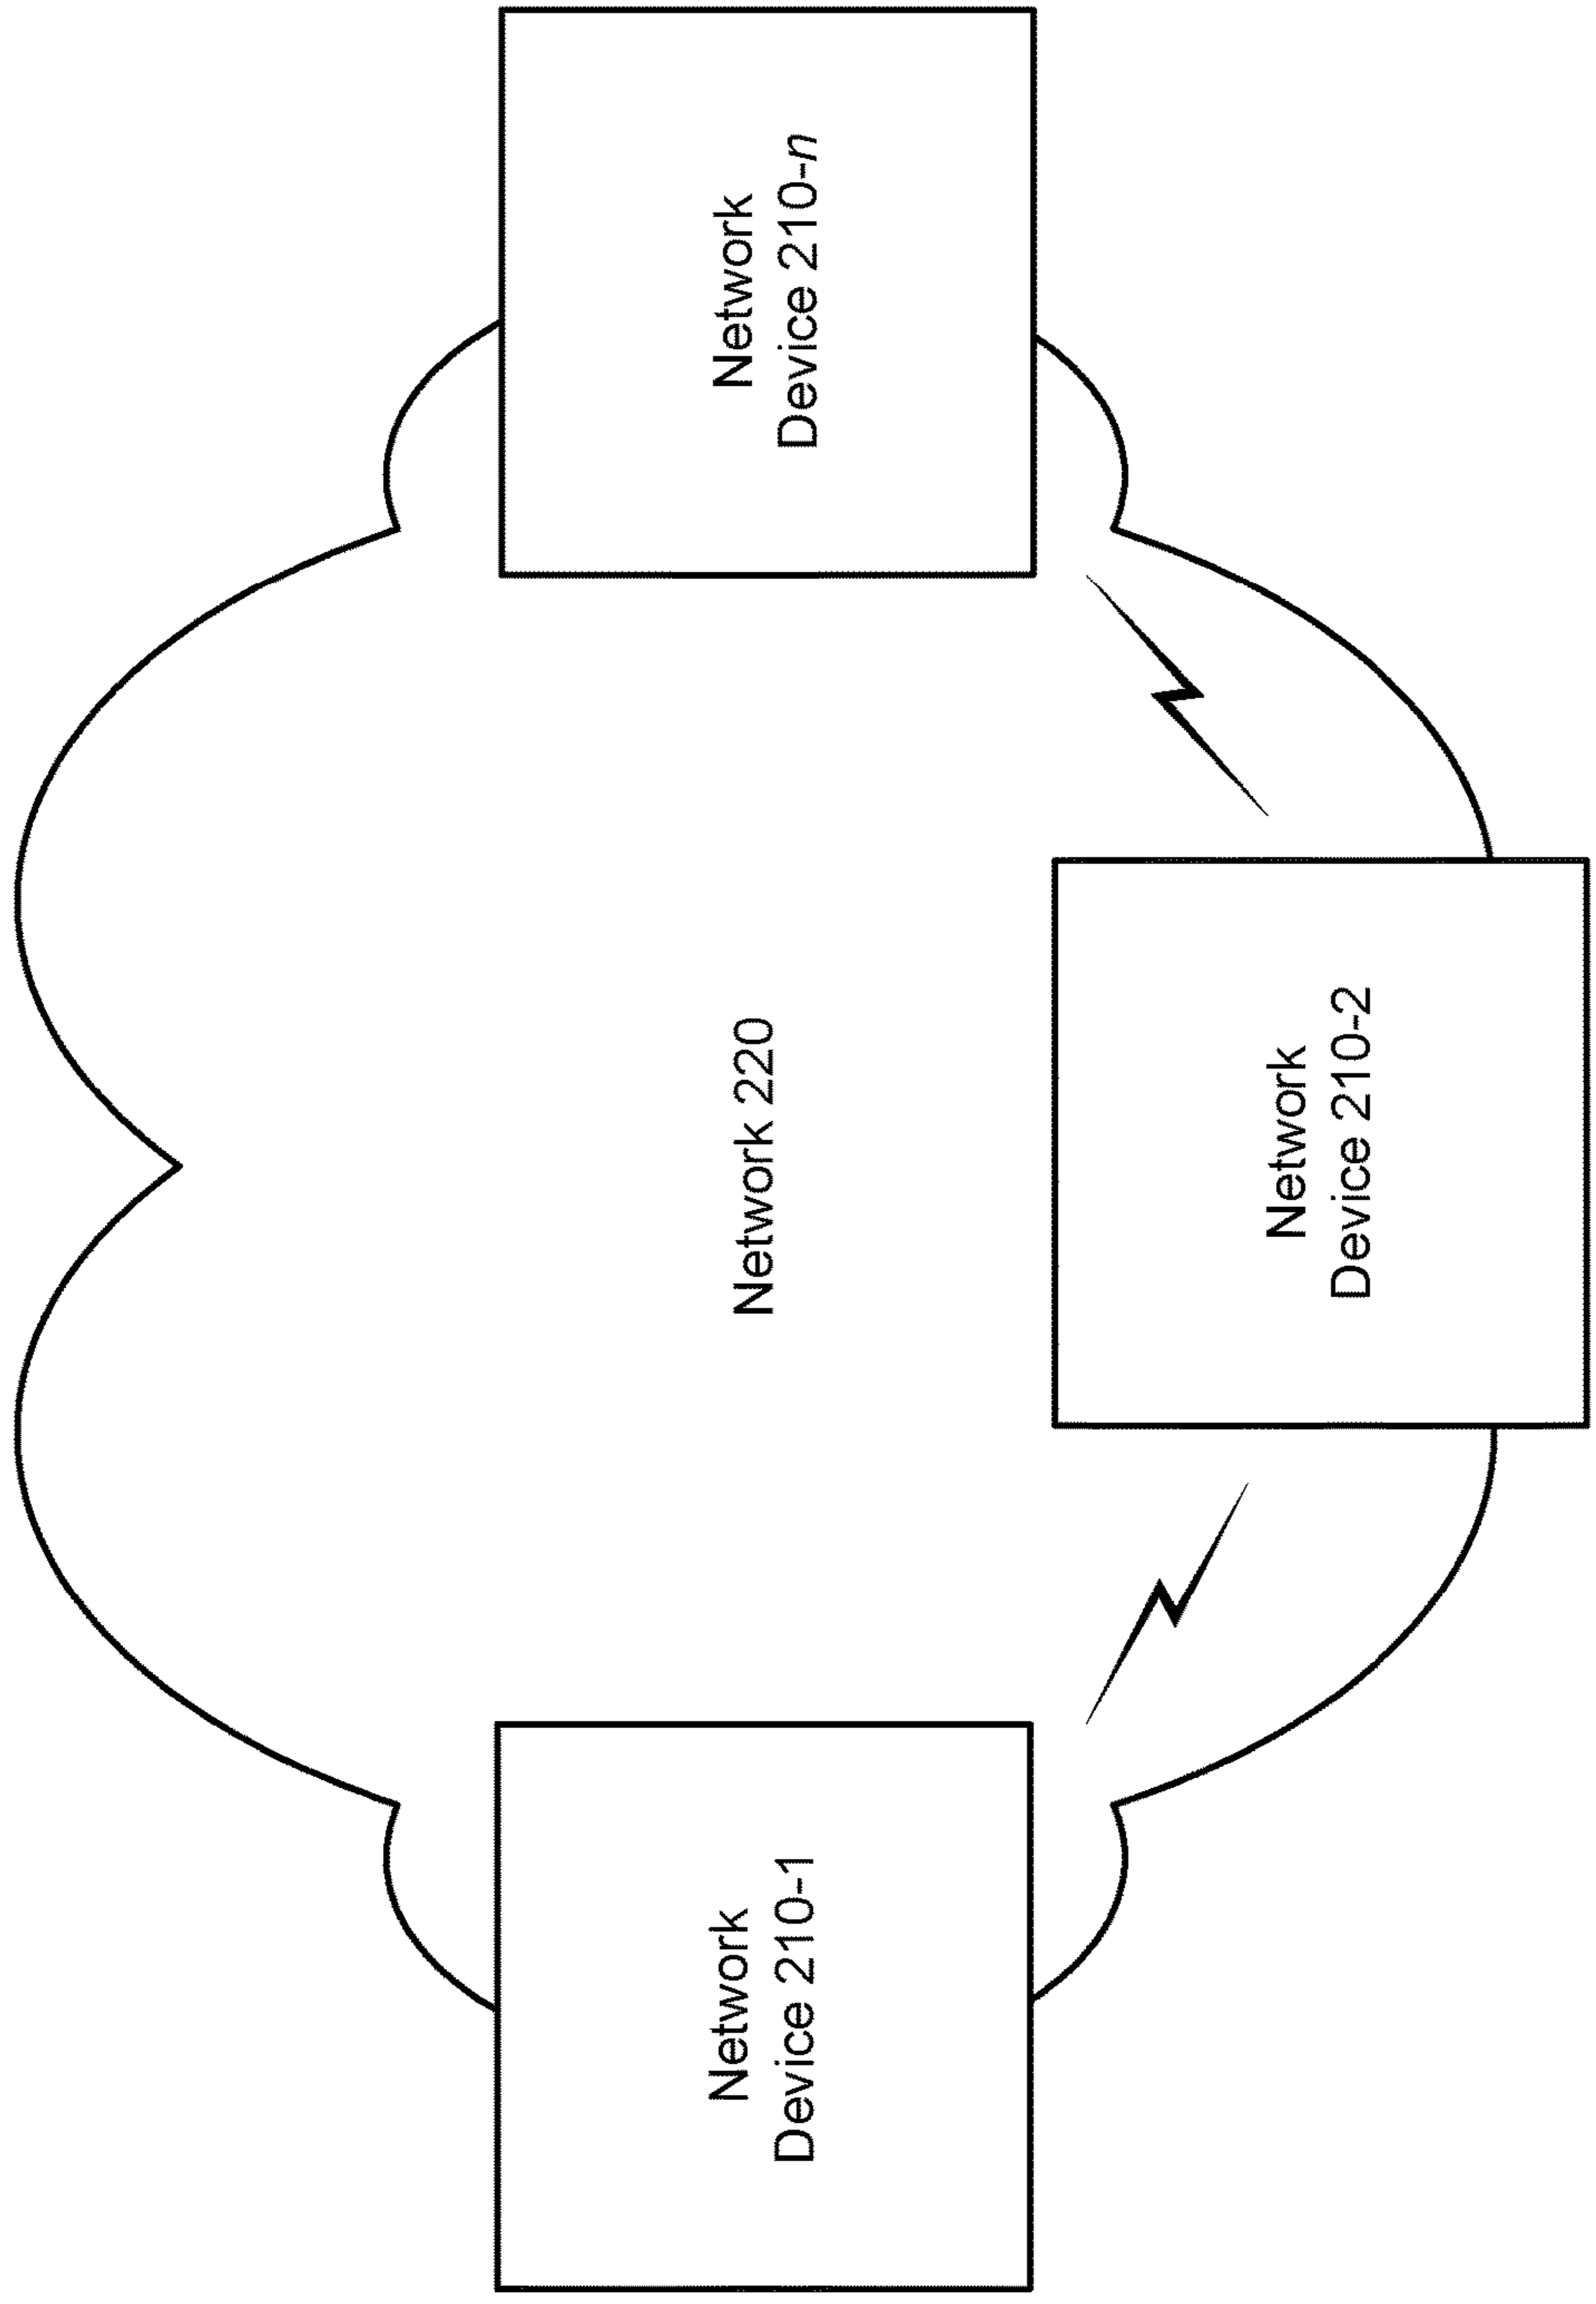 Network 220
Network
Device 210-1
Network
Device 210-2
Network
Device 210-n